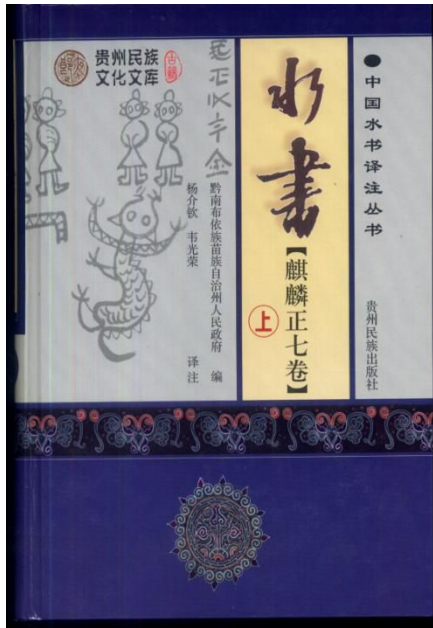 贵州民族
文化文库
古籍
水書
【麒麟正七卷】
上
中国水书译注丛书
黔南布依族苗族自治州人民政府 编
杨介钦 韦光荣 译注
贵州民族出版社